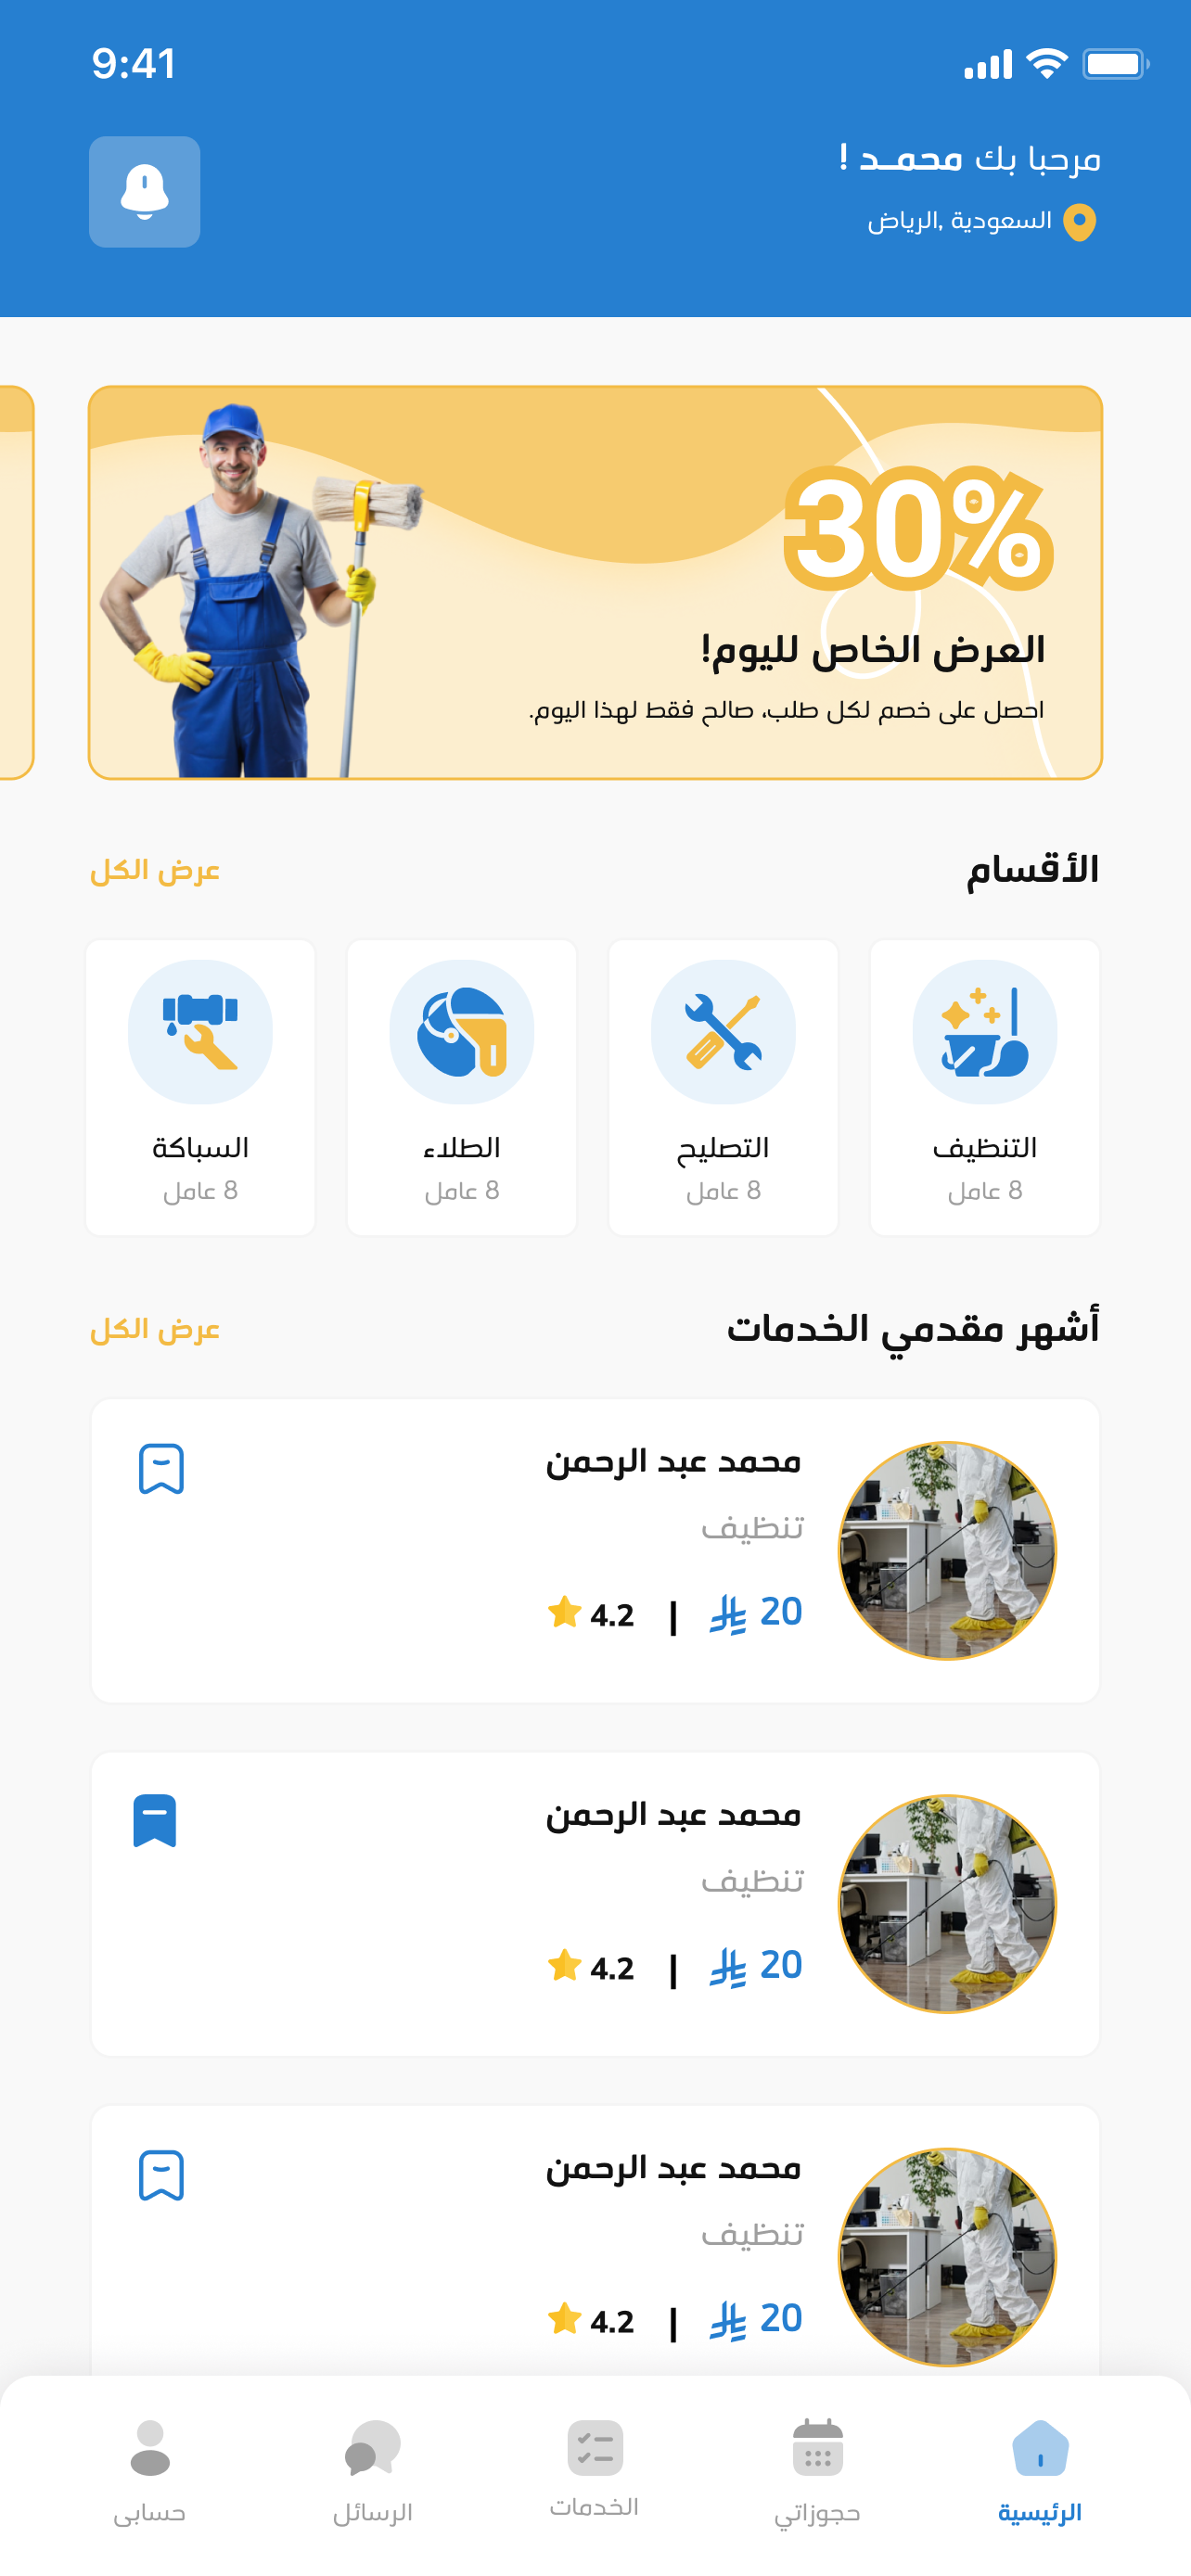 9:41
مرحبا بك محمــد !
السعودية ,الرياض
30%
العرض الخاص لليوم!
احصل على خصم لكل طلب، صالح فقط لهذا اليوم.
الأقسام
عرض الكل
التنظيف
8 عامل
التصليح
8 عامل
الطلاء
8 عامل
السباكة
8 عامل
أشهر مقدمي الخدمات
عرض الكل
محمد عبد الرحمن
تنظيف
20 | 4.2
محمد عبد الرحمن
تنظيف
20 | 4.2
محمد عبد الرحمن
تنظيف
20 | 4.2
الرئيسية
حجوزاتي
الخدمات
الرسائل
حسابى